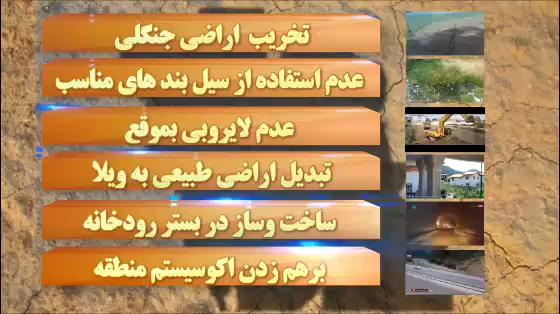 تخریب اراضی جنگلی
عدم استفاده از سیل بند های مناسب
عدم لایروبی بموقع
تبدیل اراضی طبیعی به ویلا
ساخت وساز در بستر رودخانه
برهم زدن اکوسیستم منطقه